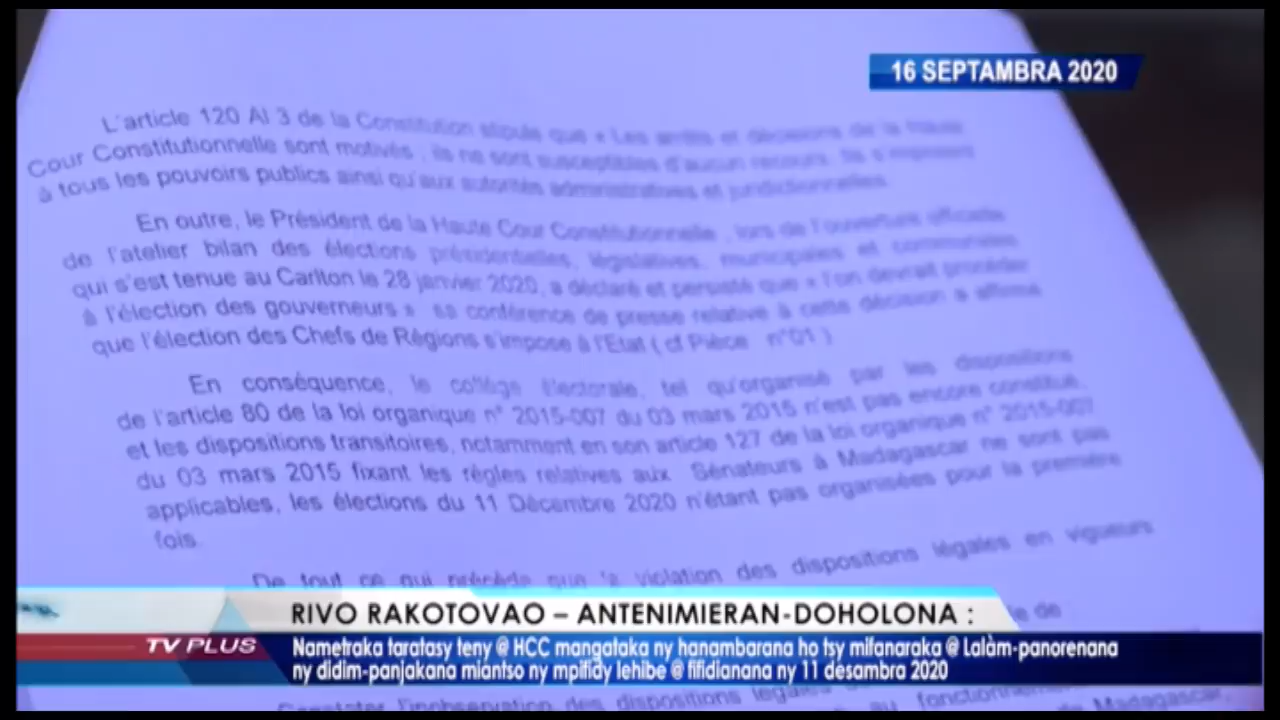 16 SEPTAMBRA 2020
L'article 120 Al 3 de la Constitution stipule que « Les arrêts et décisions de la Haute
Cour Constitutionnelle sont motivés , ils ne sont susceptibles d'aucun recours. Ils s'imposent
à tous les pouvoirs publics ainsi qu'aux autorités administratives et juridictionnelles.
En outre, le Président de la Haute Cour Constitutionnelle , lors de l'ouverture officielle
de l'atelier bilan des élections présidentielles, législatives, municipales et communales
qui s'est tenue au Carlton le 28 janvier 2020, a déclaré et persisté que « l'on devrait procéder
à l'élection des gouverneurs » sa conférence de presse relative à cette décision a affirmé
que l'élection des Chefs de Régions s'impose à l'Etat ( cf Pièce n°01 )
En conséquence, le collège électorale, tel qu'organisé par les dispositions
de l'article 80 de la loi organique n° 2015-007 du 03 mars 2015 n'est pas encore constitué,
et les dispositions transitoires, notamment en son article 127 de la loi organique n° 2015-007
du 03 mars 2015 fixant les règles relatives aux Sénateurs à Madagascar ne sont pas
applicables, les élections du 11 Décembre 2020 n'étant pas organisées pour la première
fois.
De tout ce qui précède que la violation des dispositions légales en vigueurs
de :
RIVO RAKOTOVAO – ANTENIMIERAN-DOHOLONA :
TV PLUS
Nametraka taratasy teny @ HCC mangataka ny hanambarana ho tsy mifanaraka @ Lalàm-panorenana
ny didim-panjakana miantso ny mpifidy lehibe @ fifidianana ny 11 desambra 2020
Constater l'inobservation des dispositions légales au fonctionnem
de Madagascar,